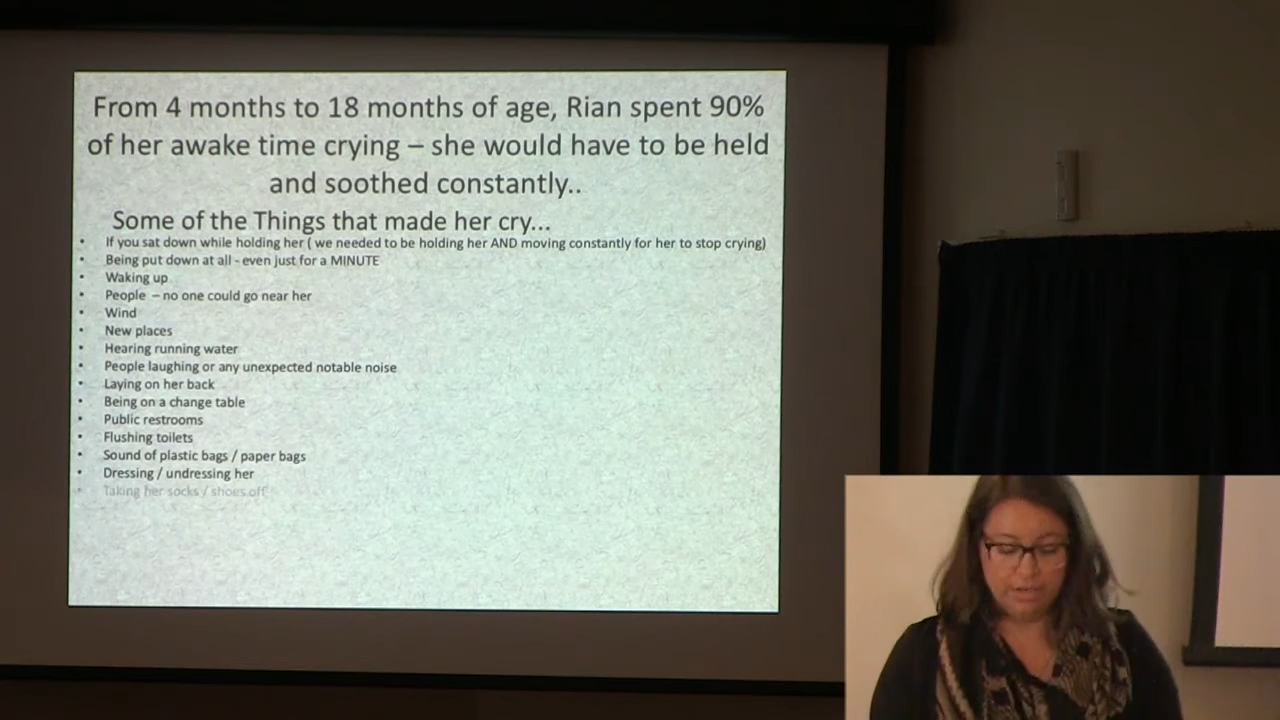 From 4 months to 18 months of age, Rian spent 90%
of her awake time crying – she would have to be held
and soothed constantly..
Some of the Things that made her cry...
• If you sat down while holding her ( we needed to be holding her AND moving constantly for her to stop crying)
• Being put down at all - even just for a MINUTE
• Waking up
• People – no one could go near her
• Wind
• New places
• Hearing running water
• People laughing or any unexpected notable noise
• Laying on her back
• Being on a change table
• Public restrooms
• Flushing toilets
• Sound of plastic bags / paper bags
• Dressing / undressing her
• Taking her socks / shoes off